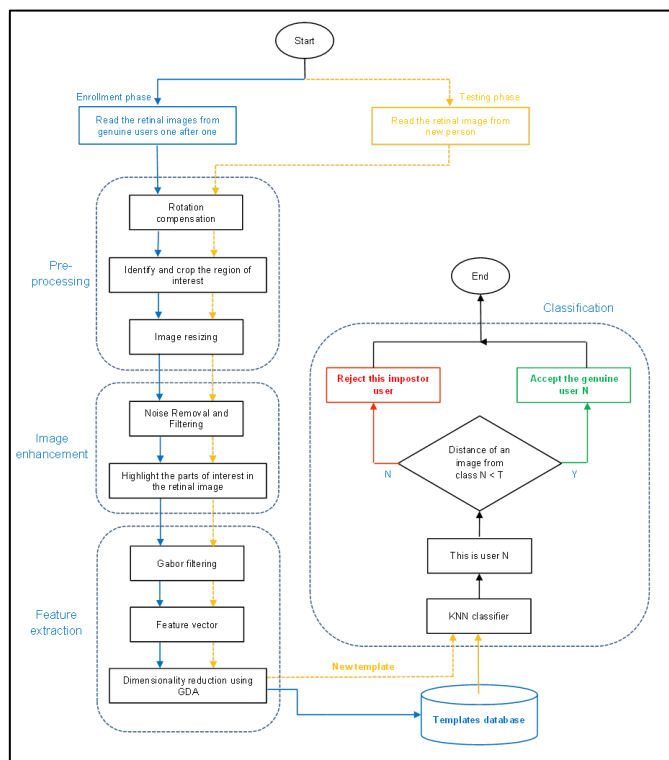 Start
Enrollment phase
Testing phase
Read the retinal images from
genuine users one after one
Read the retinal image from
new person
Rotation
compensation
Pre-
processing
Identify and crop the region of
interest
Image resizing
End
Classification
Reject this impostor
user
Accept the genuine
user N
Noise Removal and
Filtering
Image
enhancement
Highlight the parts of interest in
the retinal image
Distance of an
image from
class N < T
N
Y
Gabor filtering
This is user N
Feature
extraction
Feature vector
KNN classifier
Dimensionality reduction using
GDA
New template
Templates database